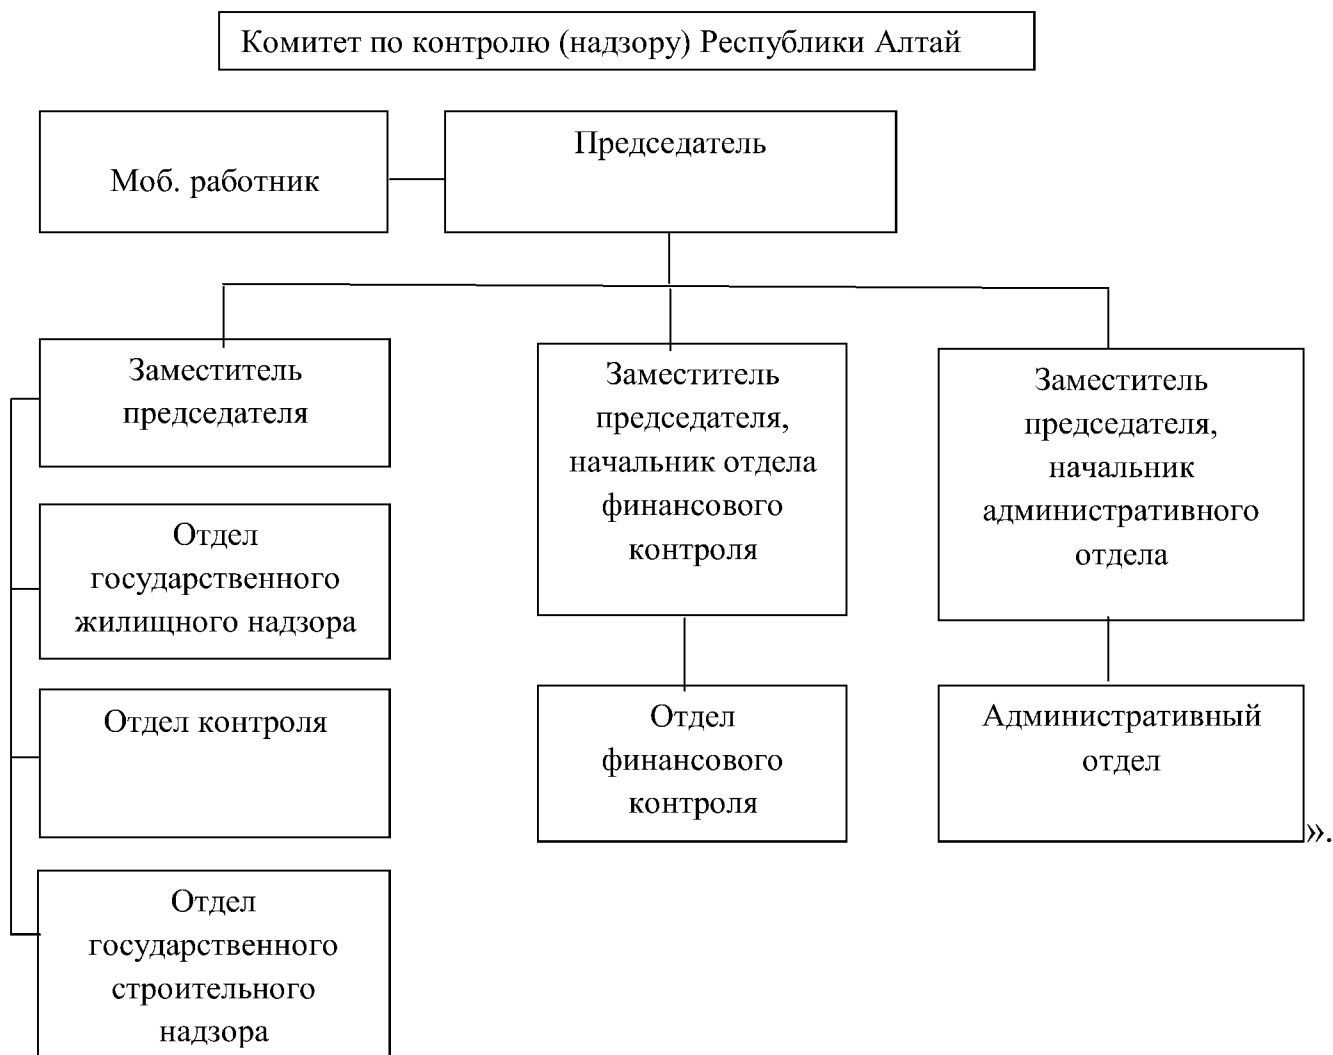 Комитет по контролю (надзору) Республики Алтай
Моб. работник
Председатель
Заместитель
председателя
Отдел
государственного
жилищного надзора
Отдел контроля
Отдел
государственного
строительного
надзора
Заместитель
председателя,
начальник отдела
финансового
контроля
Отдел
финансового
контроля
Заместитель
председателя,
начальник
административного
отдела
Административный
отдел
».